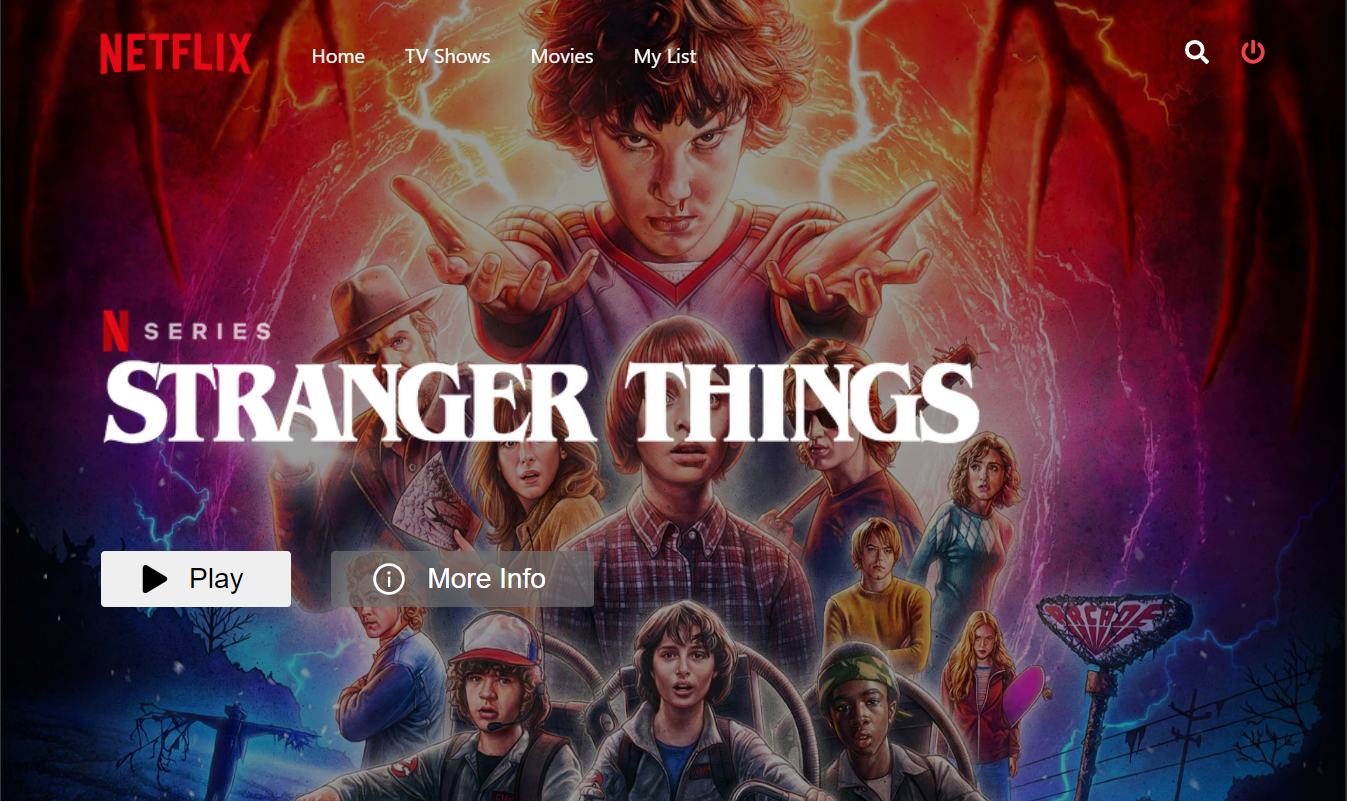 NETFLIX Home TV Shows Movies My List
N SERIES
STRANGER THINGS
Play More Info
ARCADE